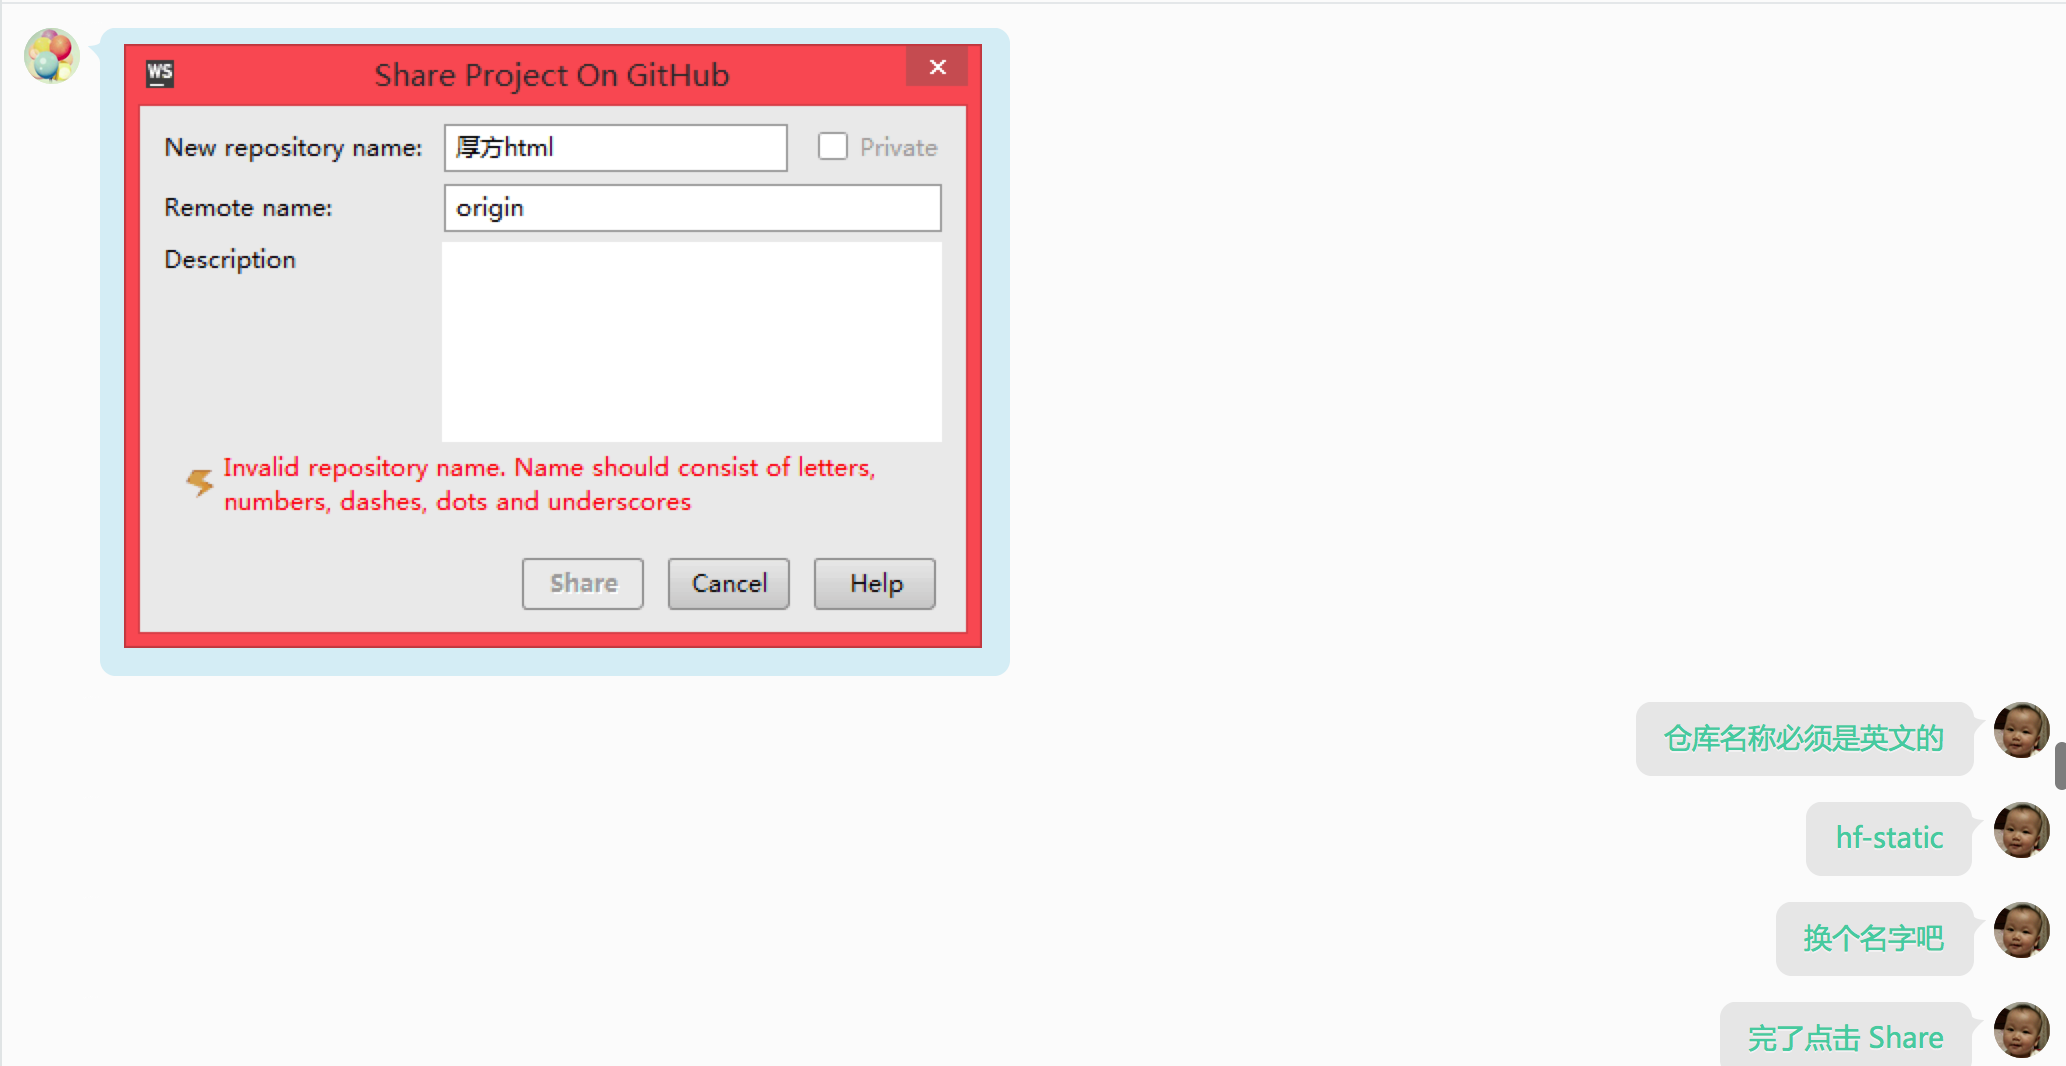 WS
Share Project On GitHub
New repository name:
厚方html
Private
Remote name:
origin
Description
Invalid repository name. Name should consist of letters,
numbers, dashes, dots and underscores
Share
Cancel
Help
仓库名称必须是英文的
hf-static
换个名字吧
完了点击 Share